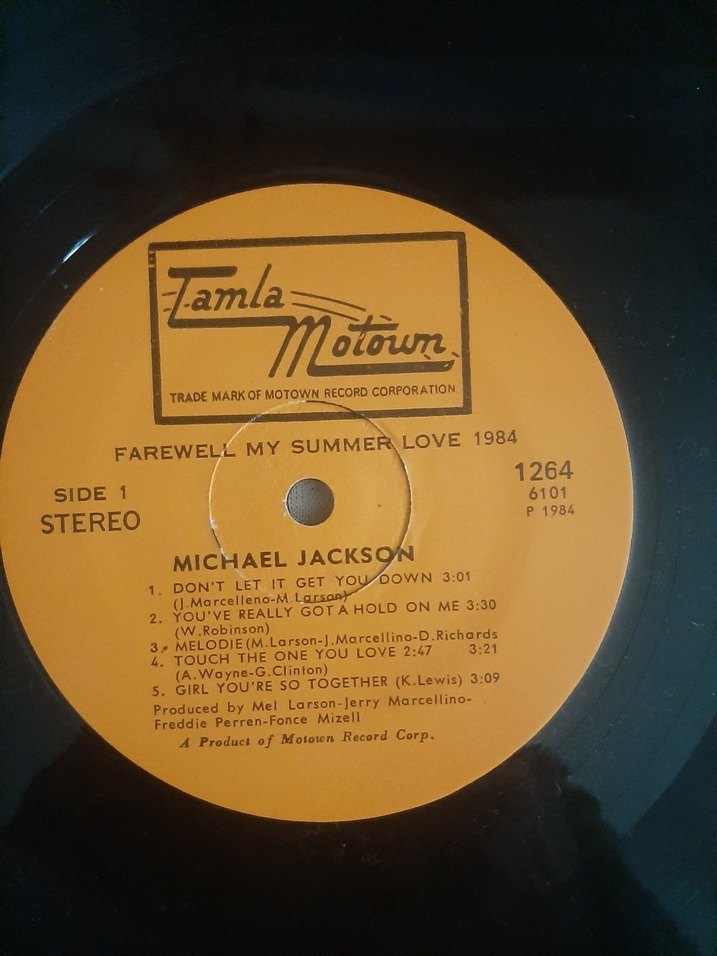 Tamla
Motown
TRADE MARK OF MOTOWN RECORD CORPORATION
FAREWELL MY SUMMER LOVE 1984
SIDE 1
STEREO
1264
6101
P 1984
MICHAEL JACKSON
1. DON'T LET IT GET YOU DOWN 3:01
(J.Marcelleno-M.Larson)
2. YOU'VE REALLY GOT A HOLD ON ME 3:30
(W.Robinson)
3. MELODIE(M.Larson-J.Marcellino-D.Richards
4. TOUCH THE ONE YOU LOVE 2:47 3:21
(A.Wayne-G.Clinton)
5. GIRL YOU'RE SO TOGETHER (K.Lewis) 3:09
Produced by Mel Larson-Jerry Marcellino-
Freddie Perren-Fonce Mizell
A Product of Motown Record Corp.